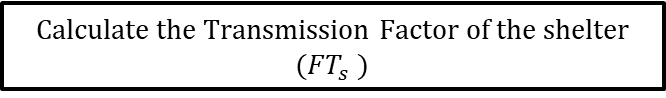 Calculate the Transmission Factor of the shelter
(FTₛ )